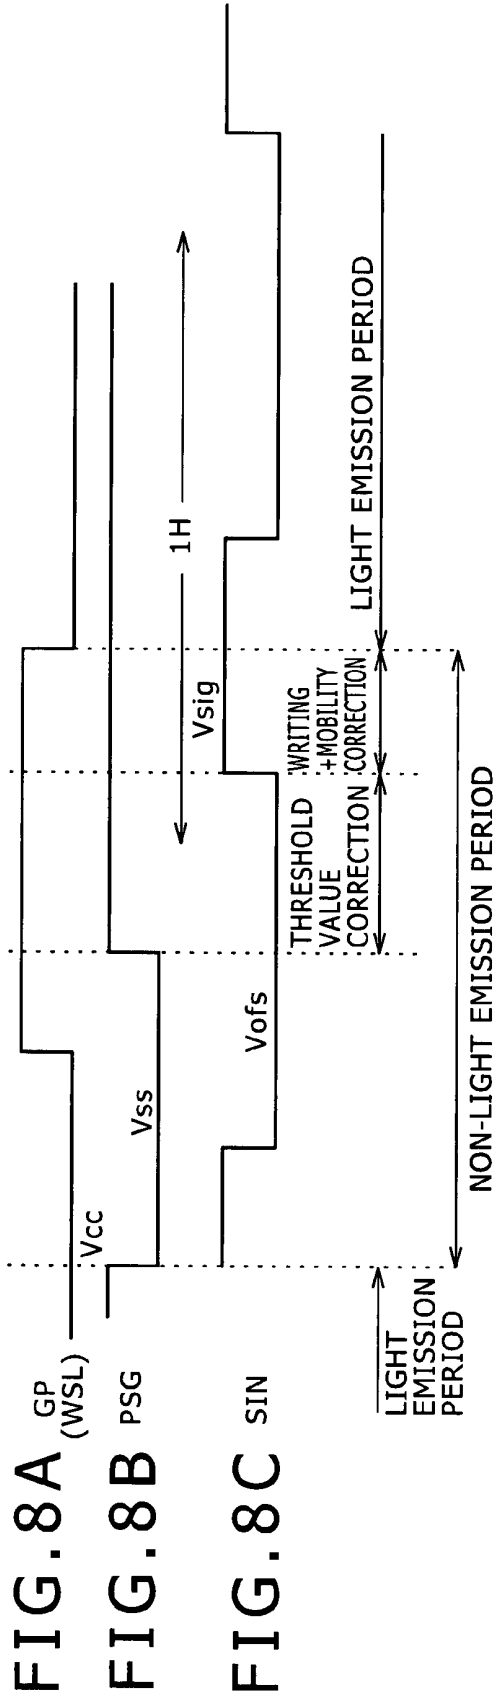 FIG.8A
GP
(WSL)
Vcc
FIG.8B
PSG
Vss
1H
FIG.8C
SIN
Vofs
Vsig
THRESHOLD
VALUE
CORRECTION
WRITING
+MOBILITY
CORRECTION
LIGHT EMISSION PERIOD
LIGHT
EMISSION
PERIOD
NON-LIGHT EMISSION PERIOD